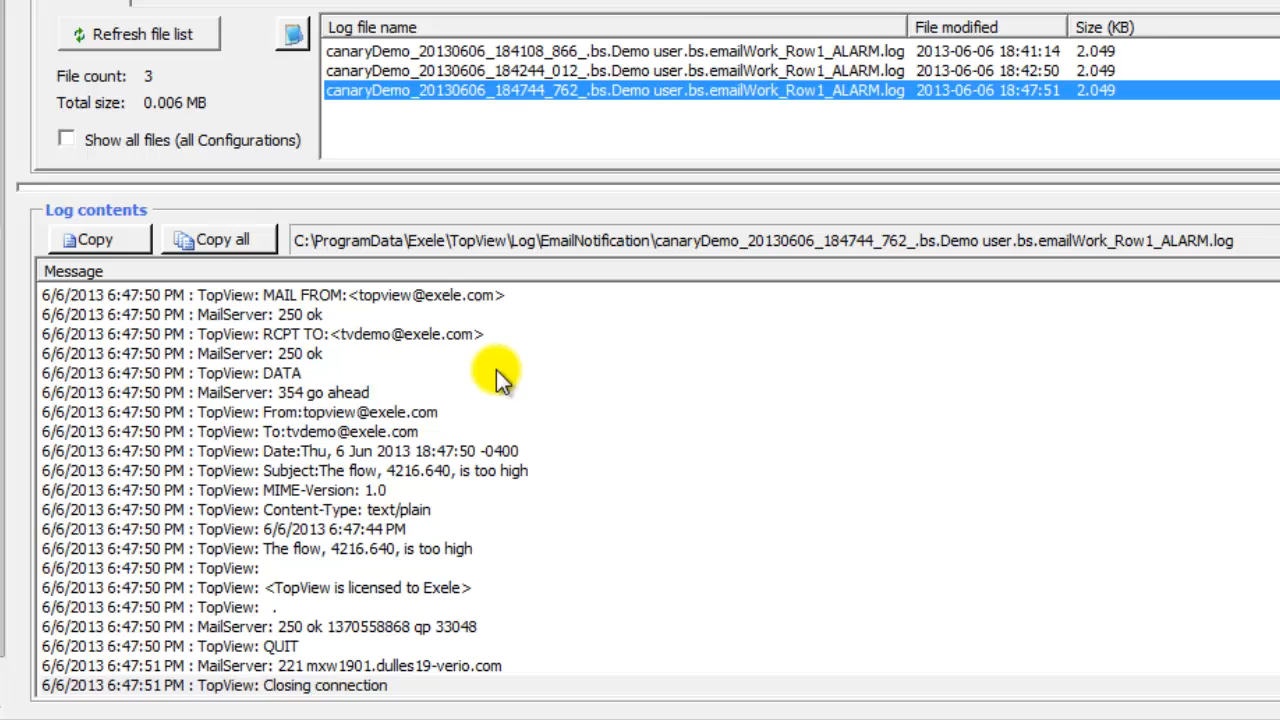 Refresh file list
File count: 3
Total size: 0.006 MB
Show all files (all Configurations)
Log file name File modified Size (KB)
canaryDemo_20130606_184108_866_.bs.Demo user.bs.emailWork_Row1_ALARM.log 2013-06-06 18:41:14 2.049
canaryDemo_20130606_184244_012_.bs.Demo user.bs.emailWork_Row1_ALARM.log 2013-06-06 18:42:50 2.049
canaryDemo_20130606_184744_762_.bs.Demo user.bs.emailWork_Row1_ALARM.log 2013-06-06 18:47:51 2.049
Log contents
Copy Copy all C:\ProgramData\Exele\TopView\Log\EmailNotification\canaryDemo_20130606_184744_762_.bs.Demo user.bs.emailWork_Row1_ALARM.log
Message
6/6/2013 6:47:50 PM : TopView: MAIL FROM:<topview@exele.com>
6/6/2013 6:47:50 PM : MailServer: 250 ok
6/6/2013 6:47:50 PM : TopView: RCPT TO:<tvdemo@exele.com>
6/6/2013 6:47:50 PM : MailServer: 250 ok
6/6/2013 6:47:50 PM : TopView: DATA
6/6/2013 6:47:50 PM : MailServer: 354 go ahead
6/6/2013 6:47:50 PM : TopView: From:topview@exele.com
6/6/2013 6:47:50 PM : TopView: To:tvdemo@exele.com
6/6/2013 6:47:50 PM : TopView: Date:Thu, 6 Jun 2013 18:47:50 -0400
6/6/2013 6:47:50 PM : TopView: Subject:The flow, 4216.640, is too high
6/6/2013 6:47:50 PM : TopView: MIME-Version: 1.0
6/6/2013 6:47:50 PM : TopView: Content-Type: text/plain
6/6/2013 6:47:50 PM : TopView: 6/6/2013 6:47:44 PM
6/6/2013 6:47:50 PM : TopView: The flow, 4216.640, is too high
6/6/2013 6:47:50 PM : TopView:
6/6/2013 6:47:50 PM : TopView: <TopView is licensed to Exele>
6/6/2013 6:47:50 PM : TopView: .
6/6/2013 6:47:50 PM : MailServer: 250 ok 1370558868 qp 33048
6/6/2013 6:47:50 PM : TopView: QUIT
6/6/2013 6:47:51 PM : MailServer: 221 mxw1901.dulles19-verio.com
6/6/2013 6:47:51 PM : TopView: Closing connection